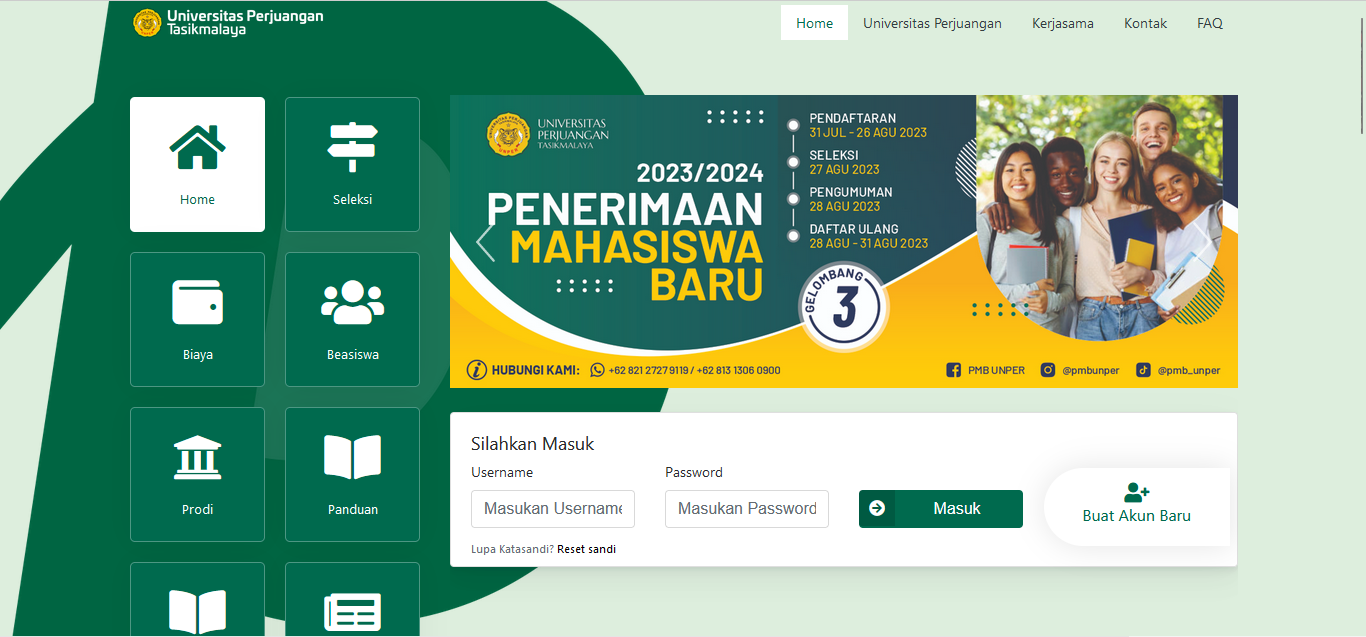 Universitas Perjuangan
Tasikmalaya
Home
Universitas Perjuangan
Kerjasama
Kontak
FAQ
Home
Seleksi
Biaya
Beasiswa
Prodi
Panduan
UNIVERSITAS
PERJUANGAN
TASIKMALAYA
2023/2024
PENERIMAAN
MAHASISWA
BARU
PENDAFTARAN
31 JUL - 26 AGU 2023
SELEKSI
27 AGU 2023
PENGUMUMAN
28 AGU 2023
DAFTAR ULANG
28 AGU - 31 AGU 2023
GELOMBANG
3
HUBUNGI KAMI: +62 821 2727 9119 / +62 813 1306 0900
PMB UNPER @pmbunper @pmb_unper
Silahkan Masuk
Username
Password
Masukan Username
Masukan Password
Masuk
Buat Akun Baru
Lupa Katasandi? Reset sandi